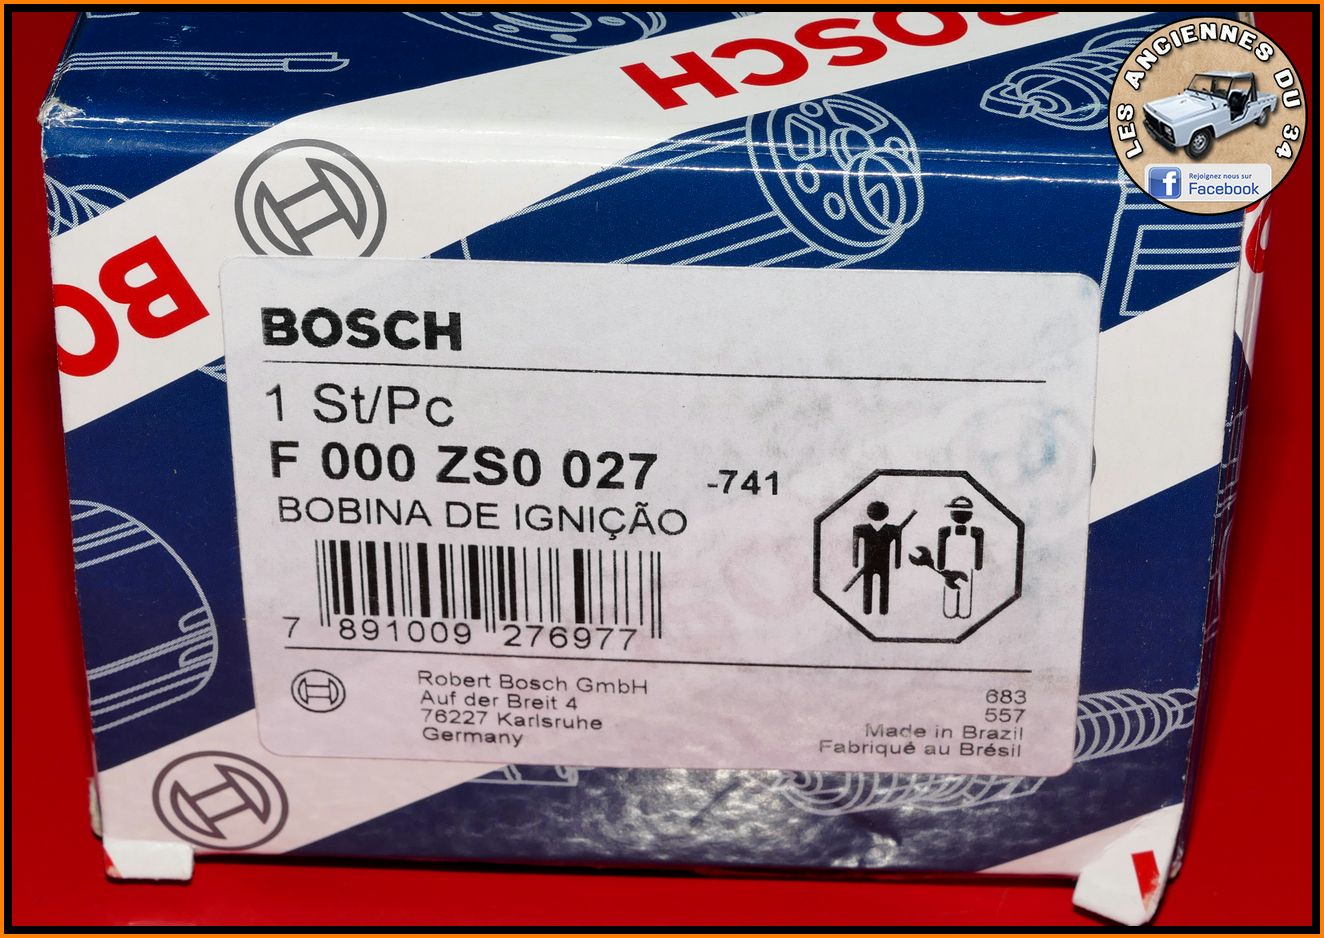 BOSCH
LES ANCIENNES DU 34
Rejoignez nous sur
Facebook
BO
BOSCH
1 St/Pc
F 000 ZS0 027 -741
BOBINA DE IGNIÇÃO
7 891009 276977
Robert Bosch GmbH
Auf der Breit 4
76227 Karlsruhe
Germany
683
557
Made in Brazil
Fabriqué au Brésil